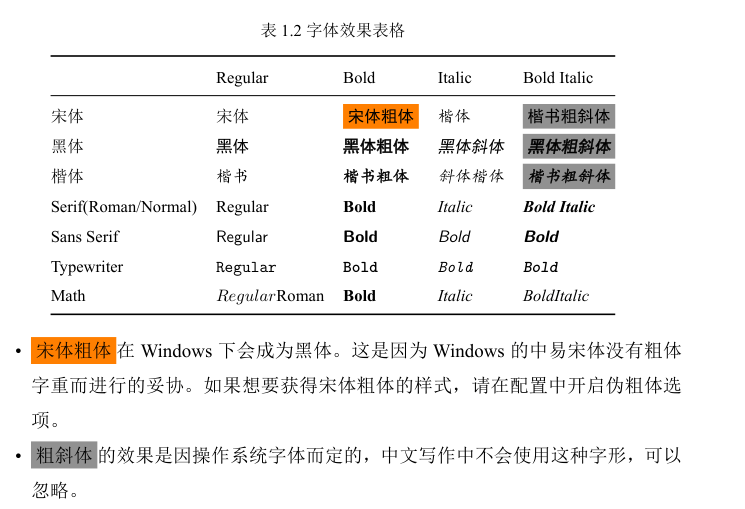 表 1.2 字体效果表格
Regular Bold Italic Bold Italic
宋体 宋体 宋体粗体 楷体 楷书粗斜体
黑体 黑体 黑体粗体 黑体斜体 黑体粗斜体
楷体 楷书 楷书粗体 斜体楷体 楷书粗斜体
Serif(Roman/Normal) Regular Bold Italic Bold Italic
Sans Serif Regular Bold Bold Bold
Typewriter Regular Bold Bold Bold
Math RegularRoman Bold Italic BoldItalic
• 宋体粗体 在 Windows 下会成为黑体。这是因为 Windows 的中易宋体没有粗体
字重而进行的妥协。如果想要获得宋体粗体的样式，请在配置中开启伪粗体选
项。
• 粗斜体 的效果是因操作系统字体而定的，中文写作中不会使用这种字形，可以
忽略。